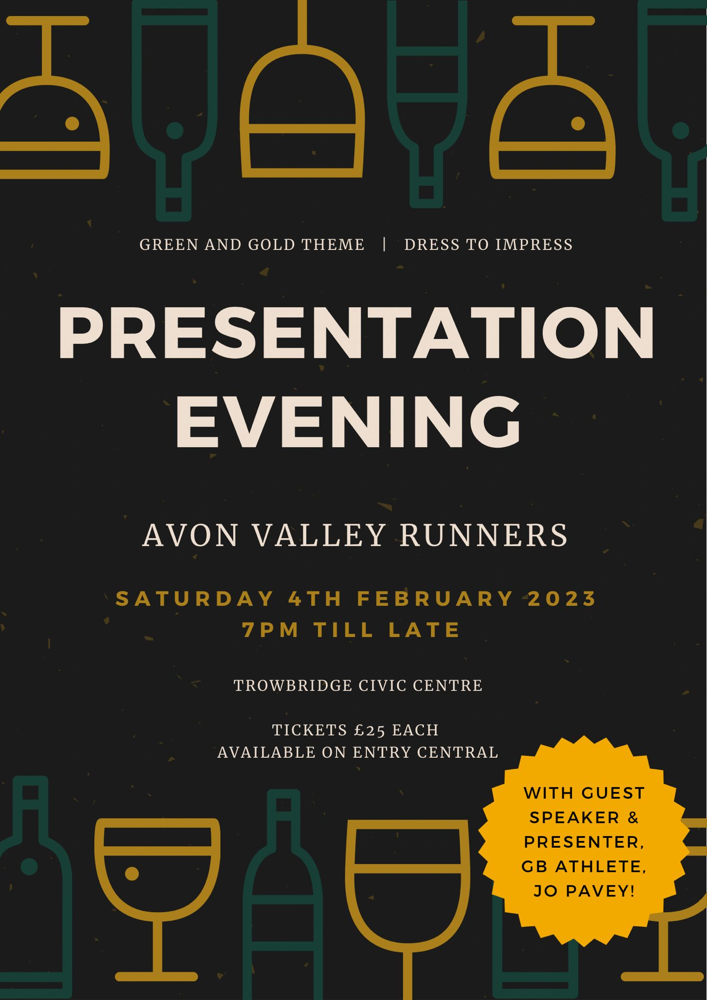 GREEN AND GOLD THEME | DRESS TO IMPRESS
PRESENTATION
EVENING
AVON VALLEY RUNNERS
SATURDAY 4TH FEBRUARY 2023
7PM TILL LATE
TROWBRIDGE CIVIC CENTRE
TICKETS £25 EACH
AVAILABLE ON ENTRY CENTRAL
WITH GUEST
SPEAKER &
PRESENTER,
GB ATHLETE,
JO PAVEY!